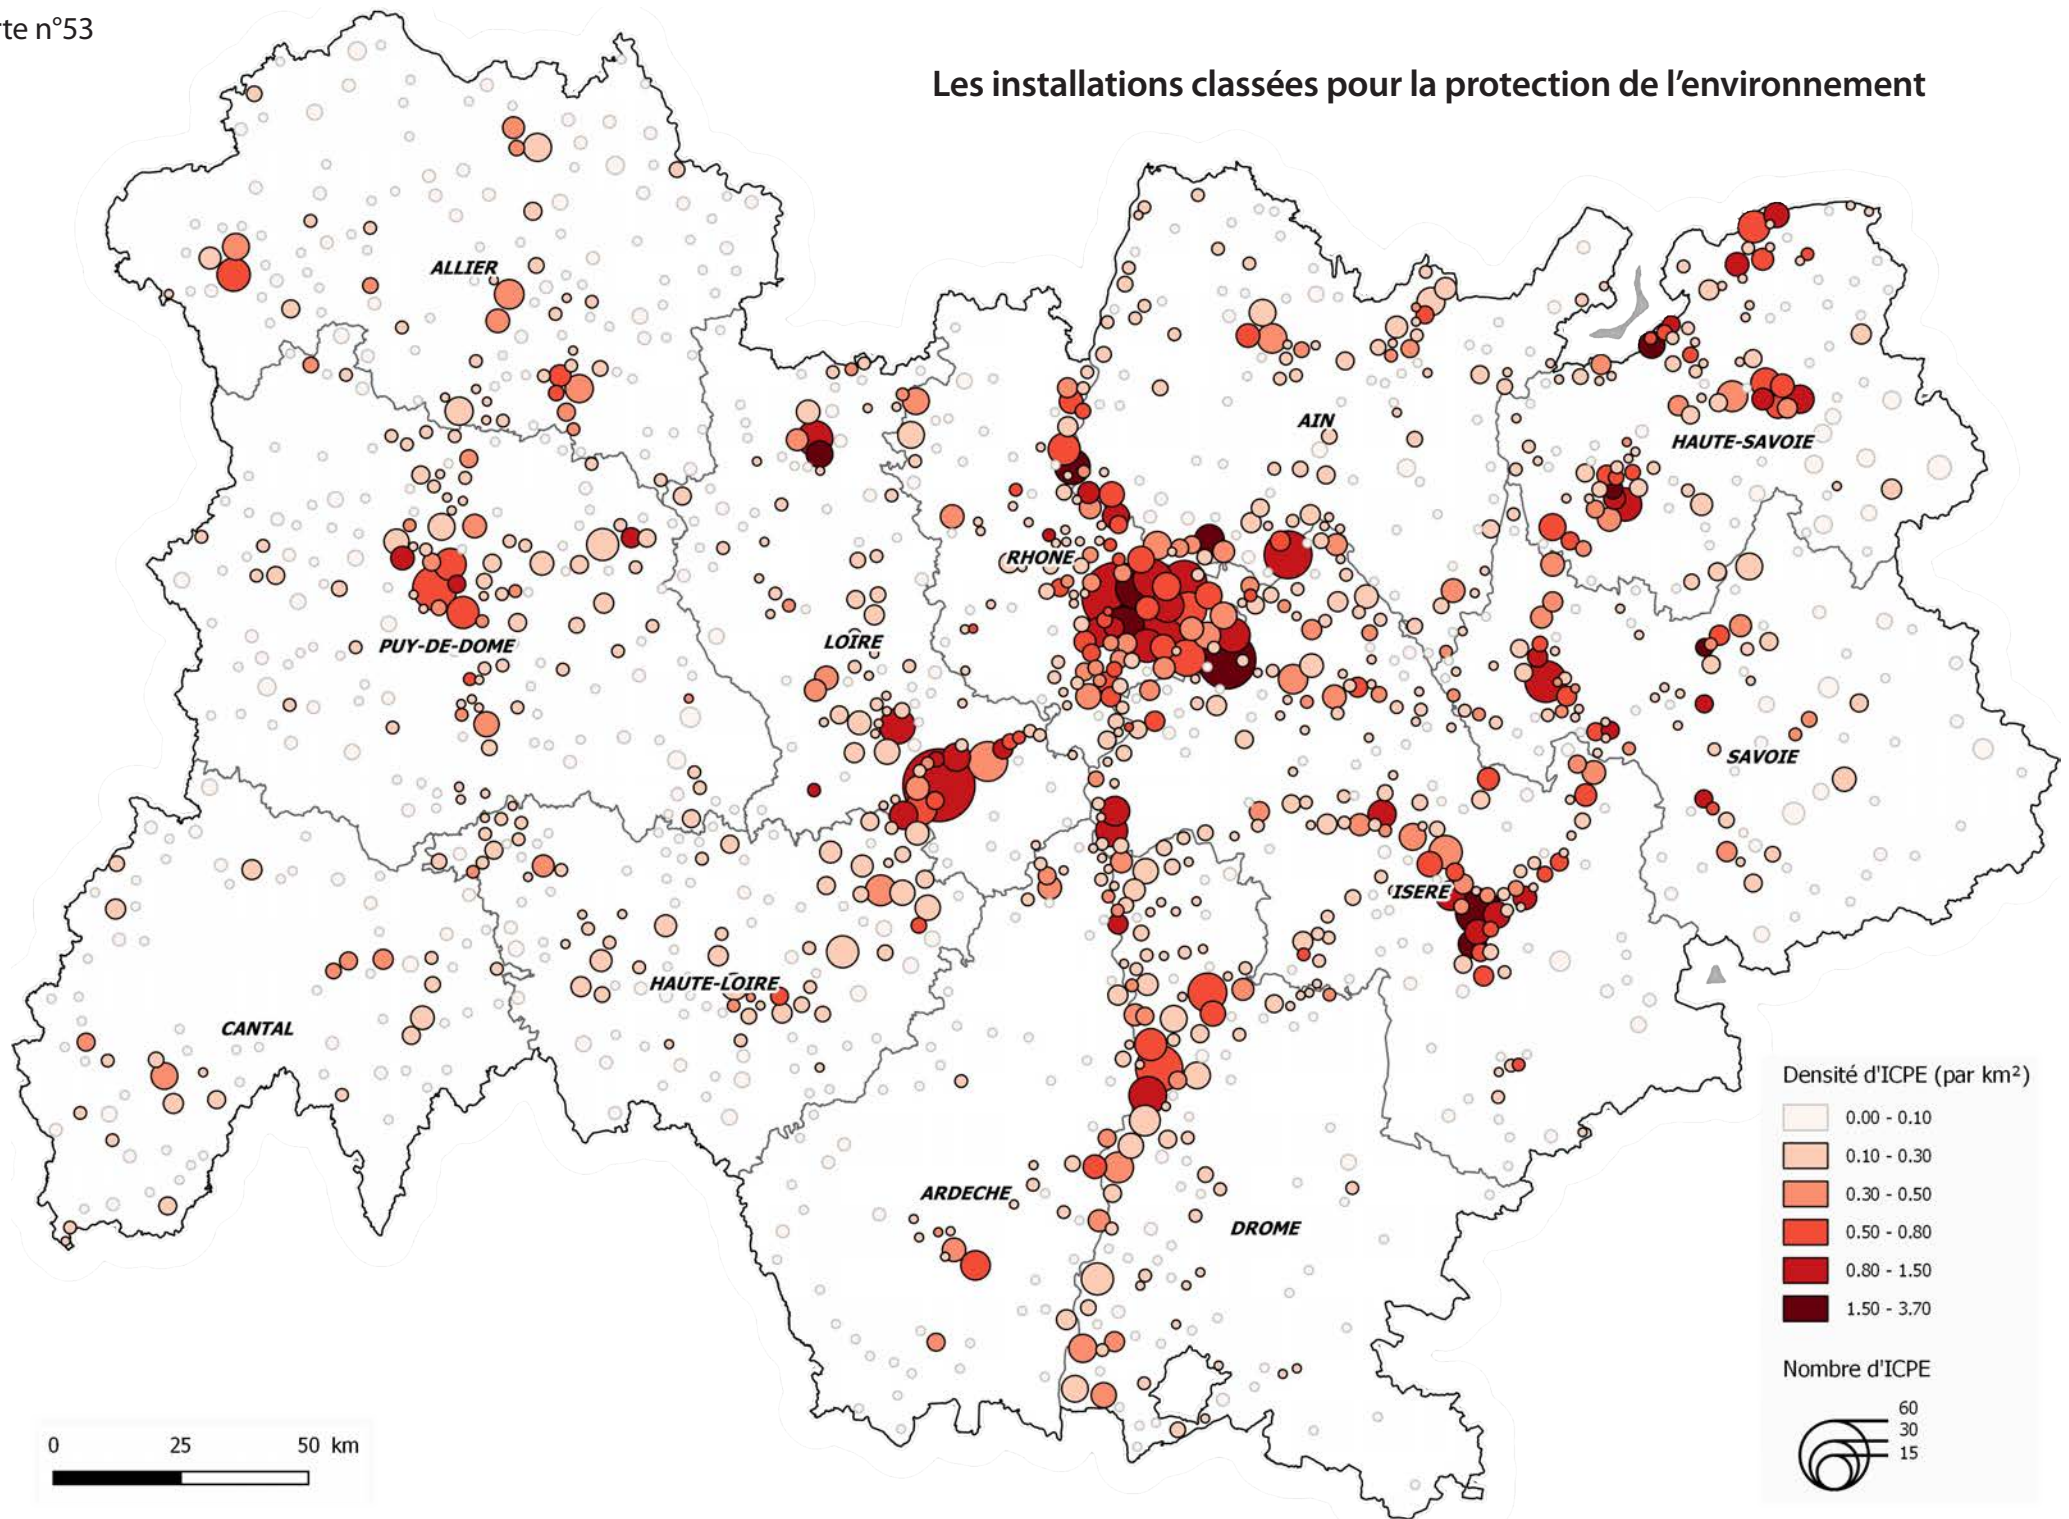 rte n°53
Les installations classées pour la protection de l'environnement
ALLIER
AIN
HAUTE-SAVOIE
RHONE
PUY-DE-DOME
LOIRE
SAVOIE
ISERE
HAUTE-LOIRE
CANTAL
ARDECHE
DROME
Densité d'ICPE (par km²)
0.00 - 0.10
0.10 - 0.30
0.30 - 0.50
0.50 - 0.80
0.80 - 1.50
1.50 - 3.70
Nombre d'ICPE
60
30
15
0 25 50 km